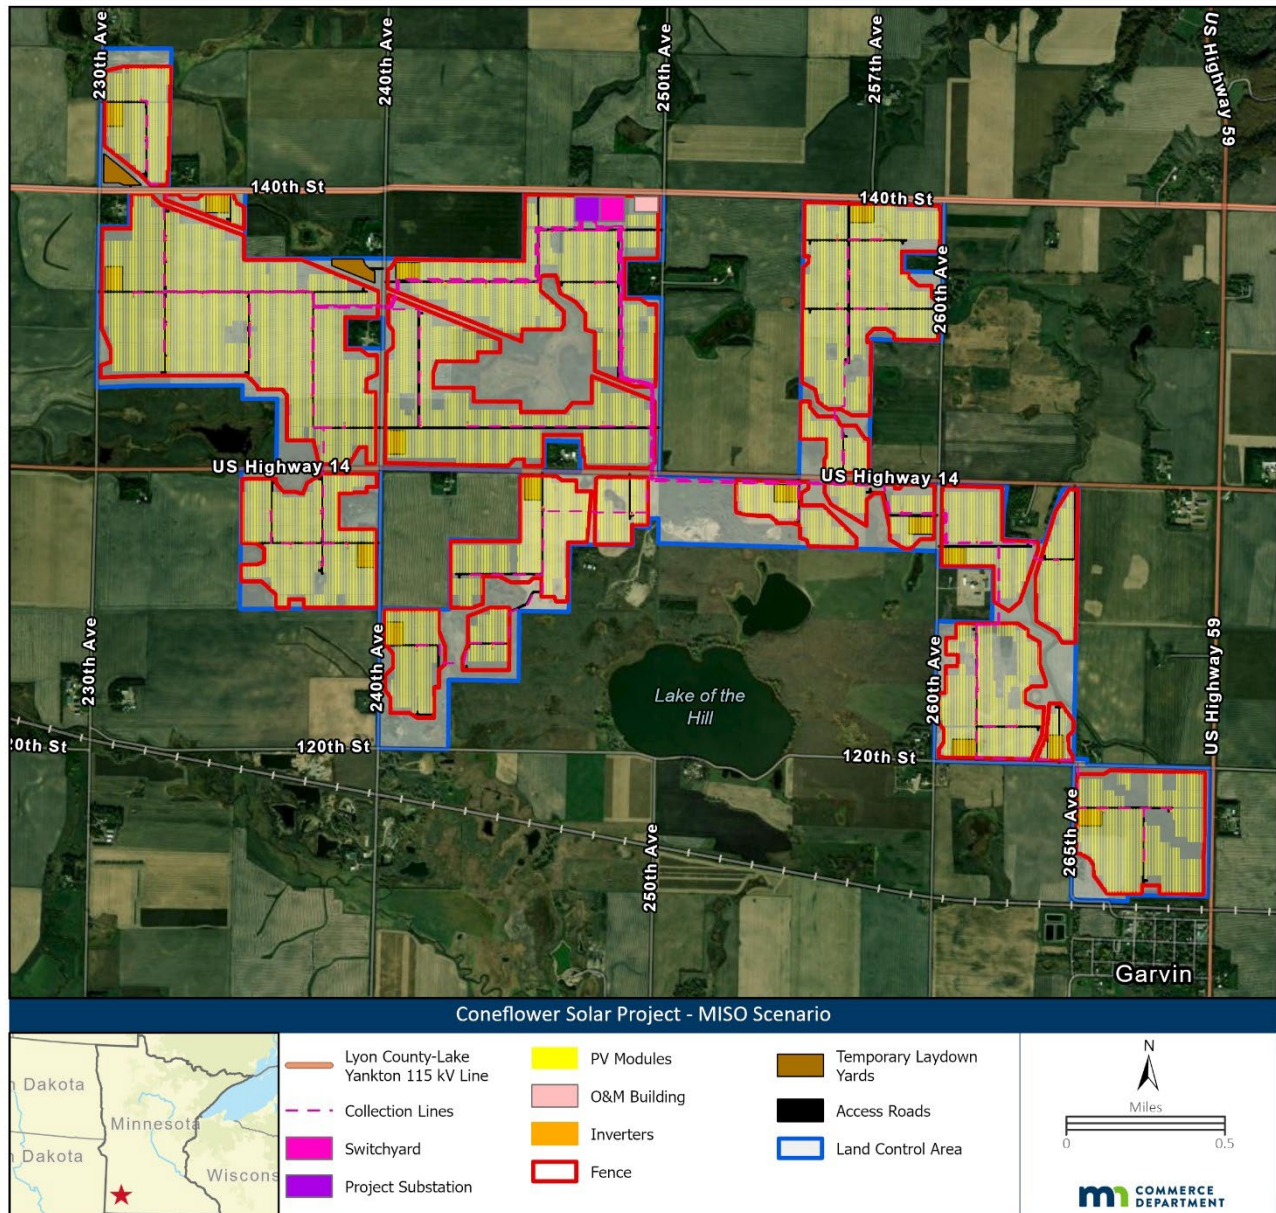 230th Ave
240th Ave
250th Ave
257th Ave
US Highway 59
140th St
140th St
260th Ave
US Highway 14
US Highway 14
230th Ave
240th Ave
260th Ave
US Highway 59
Lake of the
Hill
20th St
120th St
120th St
250th Ave
265th Ave
Garvin
Coneflower Solar Project - MISO Scenario
Dakota
Minnesota
Dakota
Wiscons
Lyon County-Lake
Yankton 115 kV Line
Collection Lines
Switchyard
Project Substation
PV Modules
O&M Building
Inverters
Fence
Temporary Laydown
Yards
Access Roads
Land Control Area
N
Miles
0
0.5
mn COMMERCE
DEPARTMENT